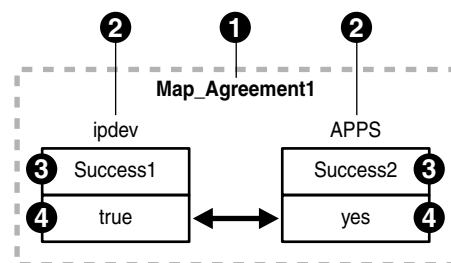 2 1 2
Map_Agreement1
ipdev APPS
3 Success1 Success2 3
4 true yes 4